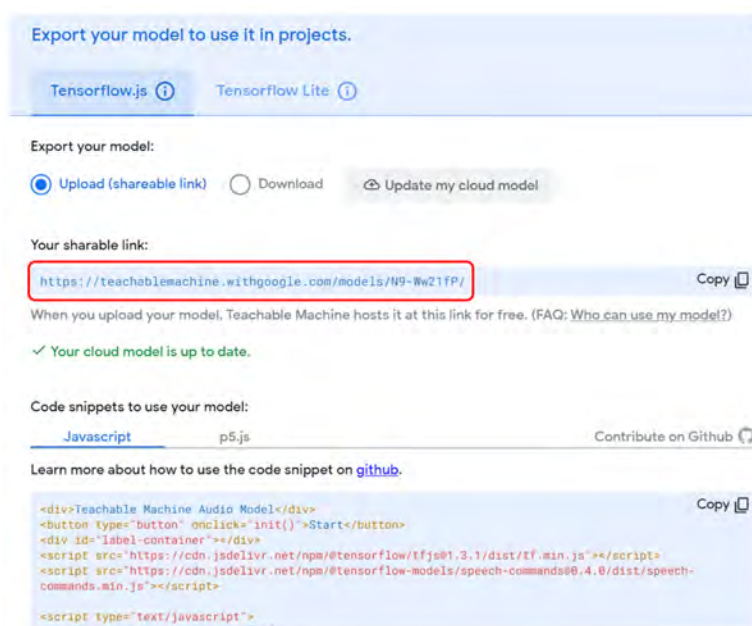 Export your model to use it in projects.
Tensorflow.js Tensorflow Lite
Export your model:
Upload (shareable link) Download Update my cloud model
Your sharable link:
https://teachablemachine.withgoogle.com/models/N9-Ww21fP/ Copy
When you upload your model, Teachable Machine hosts it at this link for free. (FAQ: Who can use my model?)
✓ Your cloud model is up to date.
Code snippets to use your model:
Javascript p5.js Contribute on Github
Learn more about how to use the code snippet on github.
<div>Teachable Machine Audio Model</div> Copy
<button type="button" onclick="init()">Start</button>
<div id="label-container"></div>
<script src="https://cdn.jsdelivr.net/npm/@tensorflow/tfjs@1.3.1/dist/tf.min.js"></script>
<script src="https://cdn.jsdelivr.net/npm/@tensorflow-models/speech-commands@0.4.0/dist/speech-
commands.min.js"></script>
<script type="text/javascript">